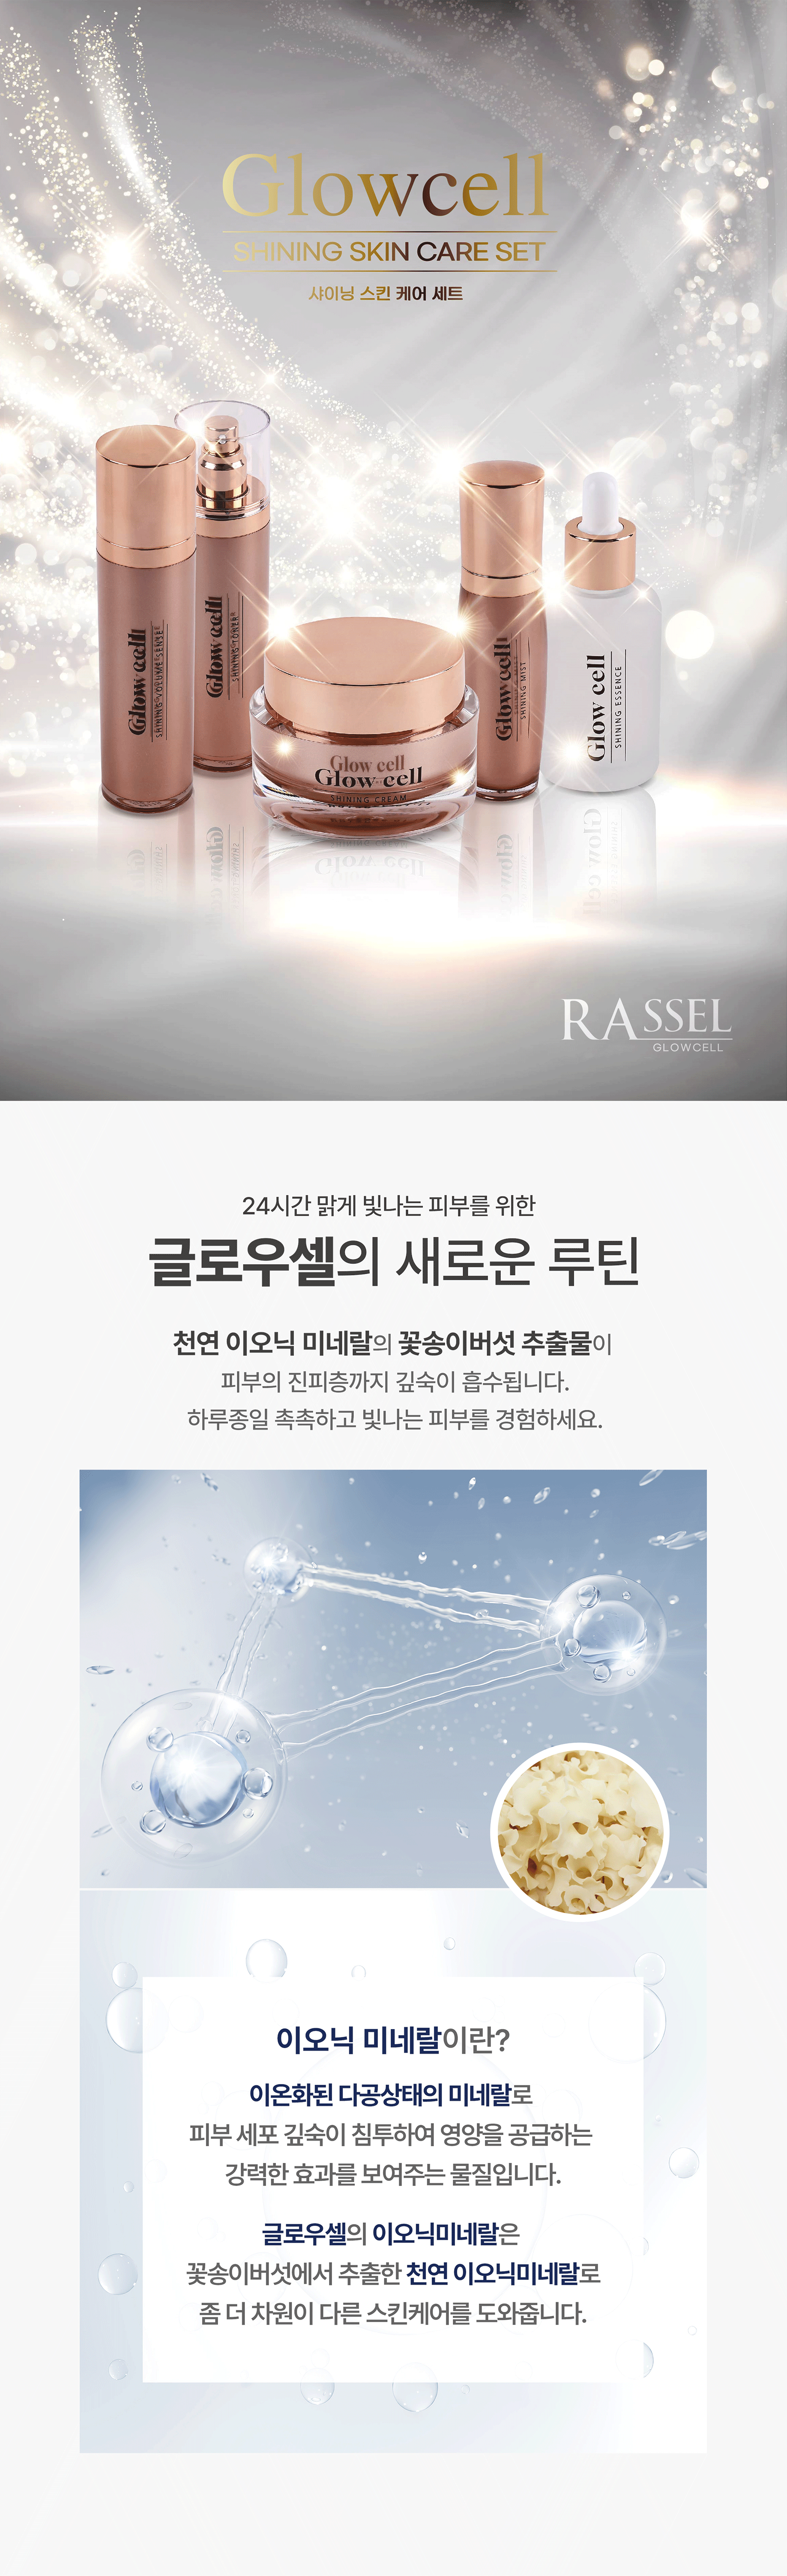 Glowcell
SHINING SKIN CARE SET
샤이닝 스킨 케어 세트
Glow cell
SHINING VOLUME SENSE
Glow cell
SHINING TONER
Glow cell
Glow cell
SHINING CREAM
Glow cell
SHINING MIST
Glow cell
SHINING ESSENCE
RASSEL
GLOWCELL
24시간 맑게 빛나는 피부를 위한
글로우셀의 새로운 루틴
천연 이오닉 미네랄의 꽃송이버섯 추출물이
피부의 진피층까지 깊숙이 흡수됩니다.
하루종일 촉촉하고 빛나는 피부를 경험하세요.
이오닉 미네랄이란?
이온화된 다공상태의 미네랄로
피부 세포 깊숙이 침투하여 영양을 공급하는
강력한 효과를 보여주는 물질입니다.
글로우셀의 이오닉미네랄은
꽃송이버섯에서 추출한 천연 이오닉미네랄로
좀 더 차원이 다른 스킨케어를 도와줍니다.